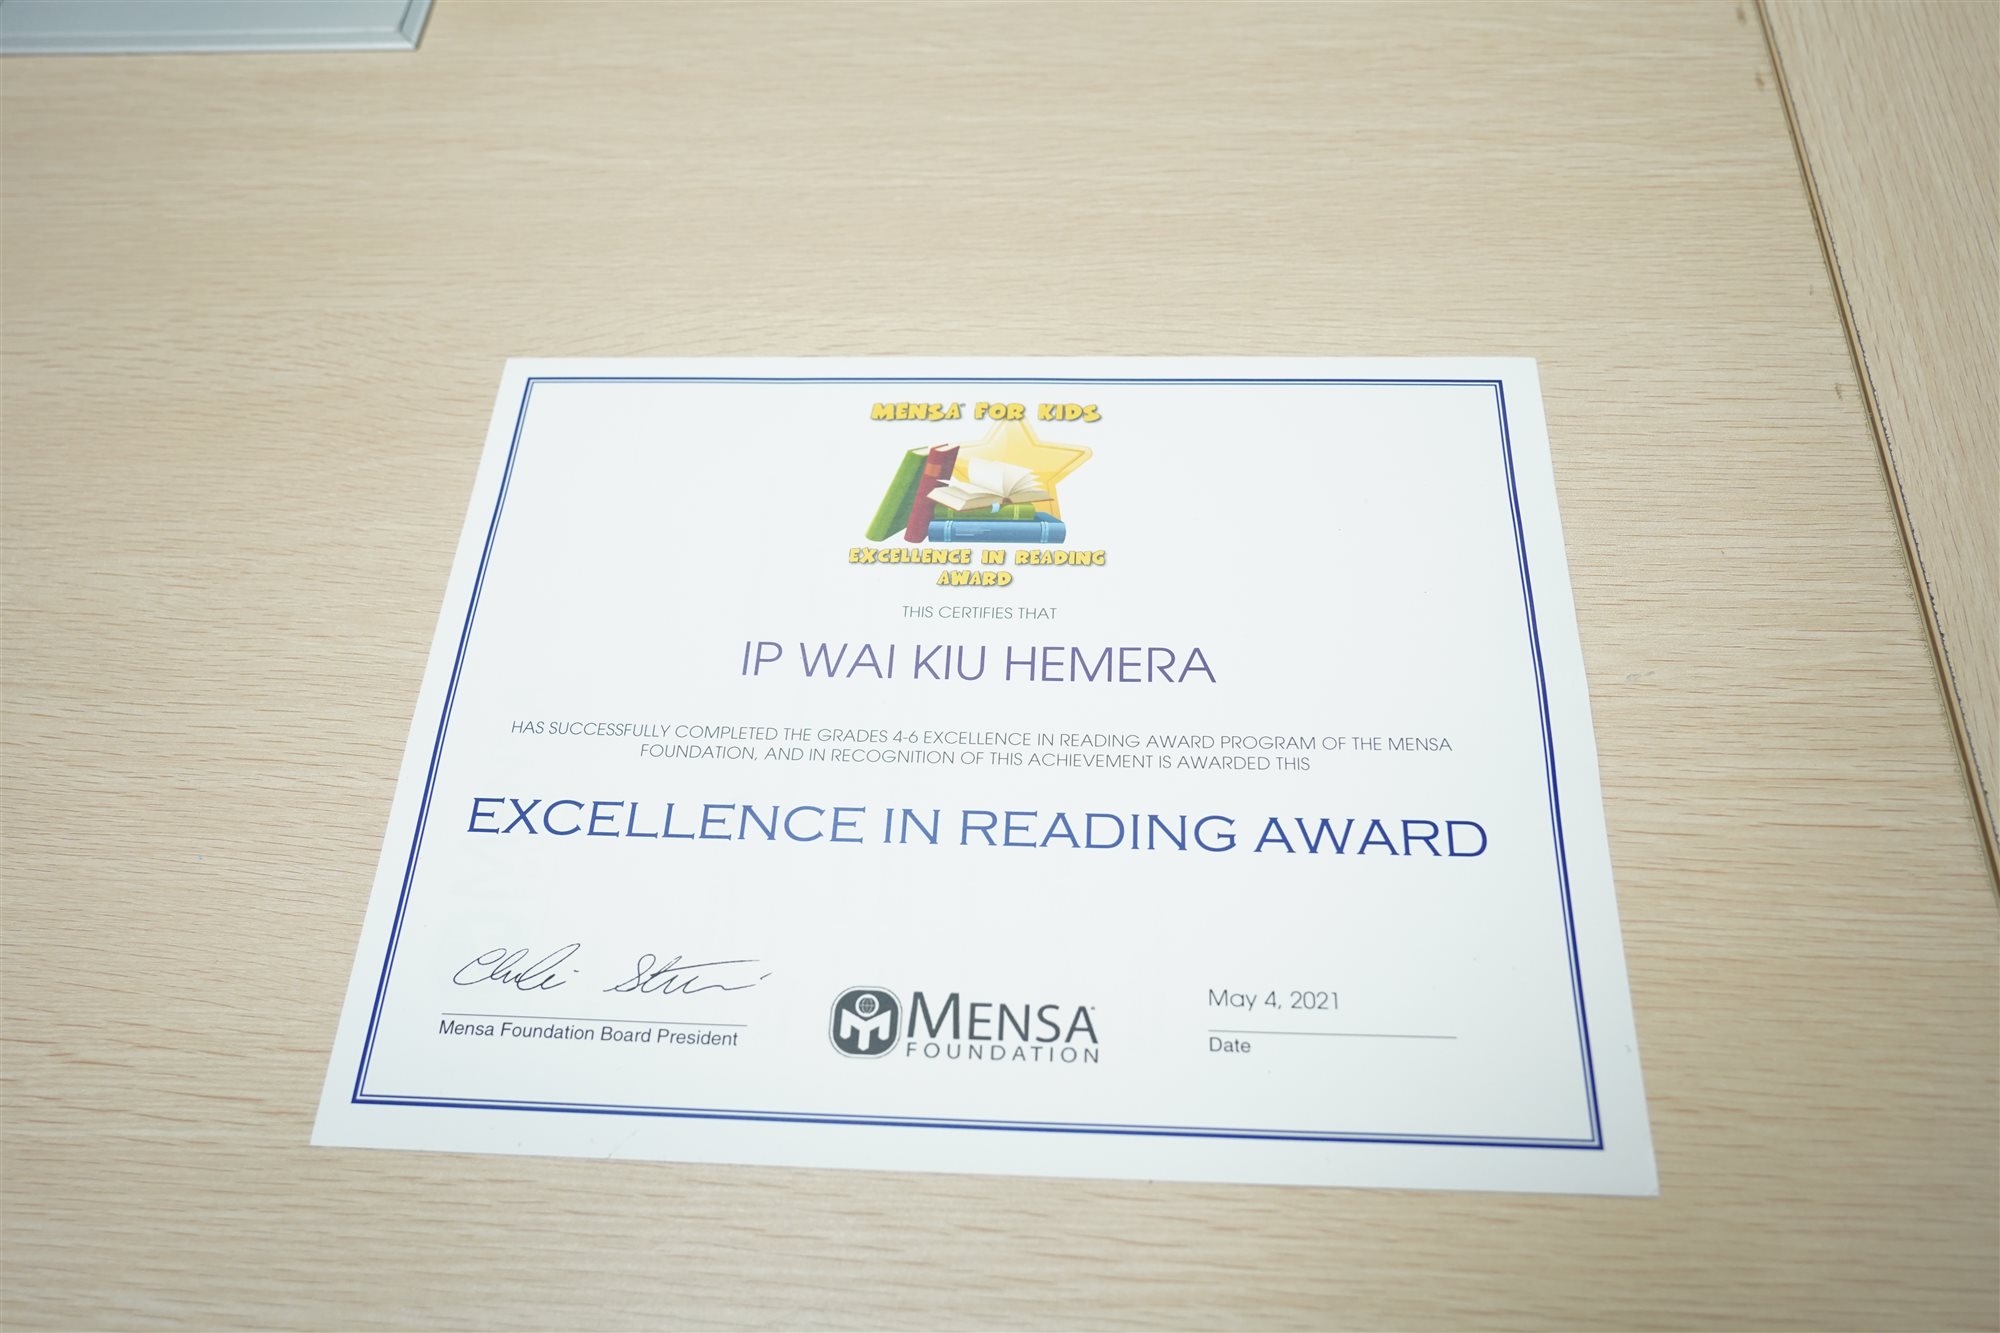 MENSA FOR KIDS
EXCELLENCE IN READING
AWARD
THIS CERTIFIES THAT
IP WAI KIU HEMERA
HAS SUCCESSFULLY COMPLETED THE GRADES 4-6 EXCELLENCE IN READING AWARD PROGRAM OF THE MENSA
FOUNDATION, AND IN RECOGNITION OF THIS ACHIEVEMENT IS AWARDED THIS
EXCELLENCE IN READING AWARD
Mensa Foundation Board President
MENSA
FOUNDATION
May 4, 2021
Date